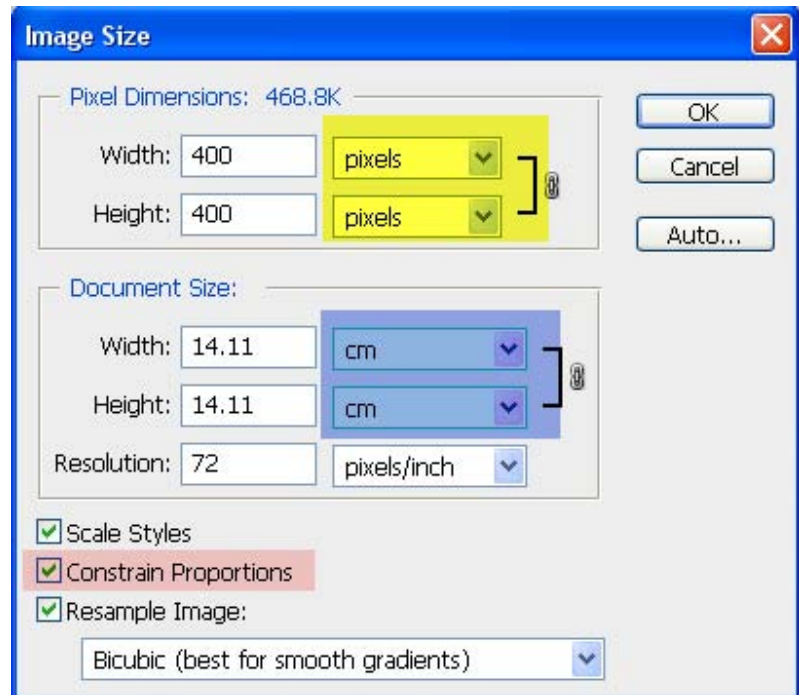 Image Size
Pixel Dimensions: 468.8K
Width: 400 pixels
Height: 400 pixels
OK
Cancel
Auto...
Document Size:
Width: 14.11 cm
Height: 14.11 cm
Resolution: 72 pixels/inch
Scale Styles
Constrain Proportions
Resample Image:
Bicubic (best for smooth gradients)